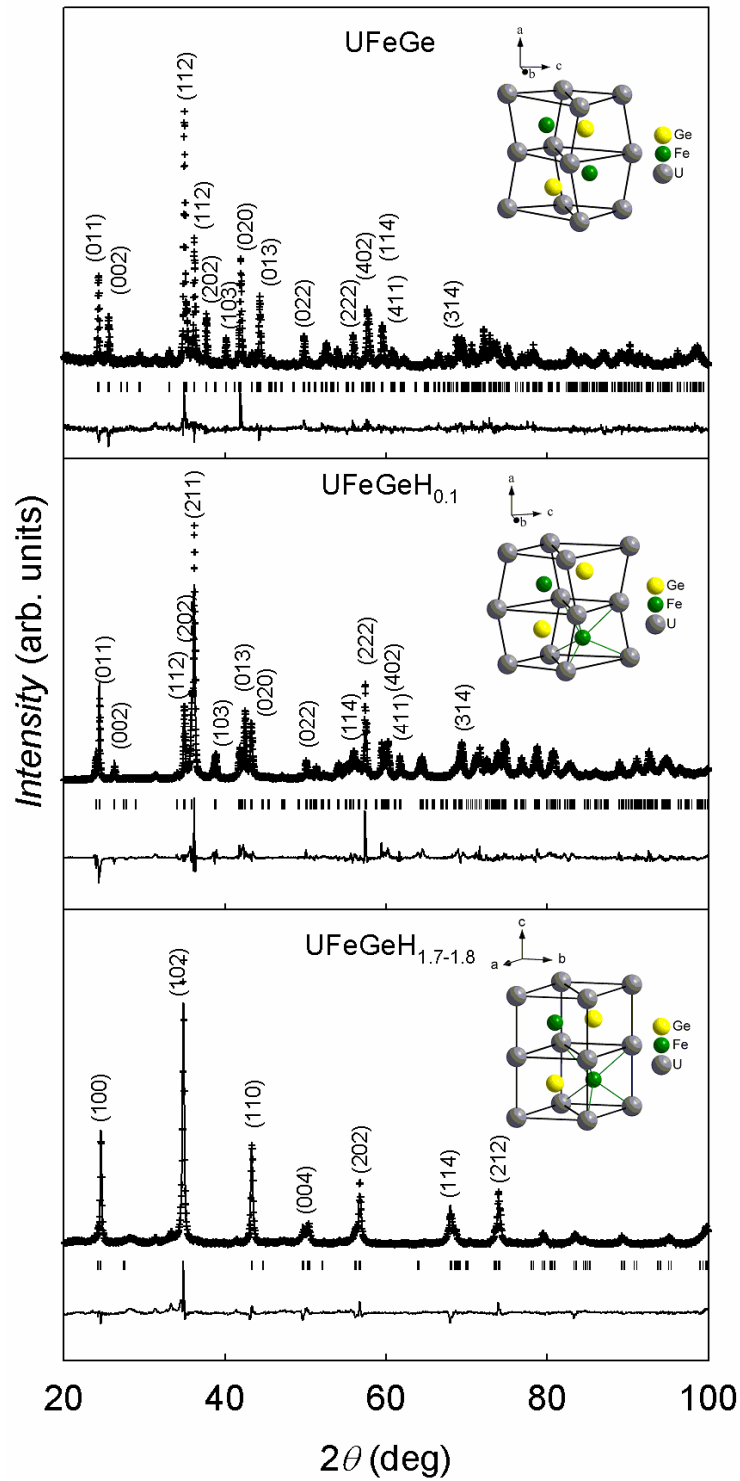 UFeGe
a
c
b
Ge
Fe
U
(011)
(002)
(112)
(112)
(202)
(103)
(020)
(013)
(022)
(222)
(402)
(114)
(411)
(314)
UFeGeH0.1
a
c
b
Ge
Fe
U
(011)
(002)
(112)
(202)
(211)
(103)
(013)
(020)
(022)
(114)
(222)
(402)
(411)
(314)
UFeGeH1.7-1.8
c
a
b
Ge
Fe
U
(100)
(102)
(110)
(004)
(202)
(114)
(212)
Intensity (arb. units)
20 40 60 80 100
2θ (deg)